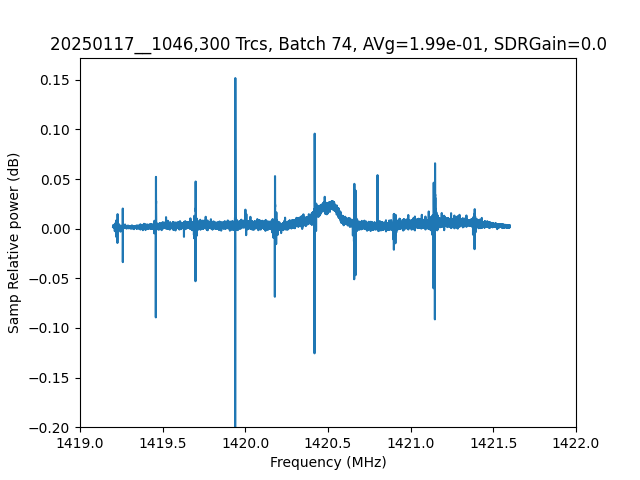 20250117__1046,300 Trcs, Batch 74, AVg=1.99e-01, SDRGain=0.0
Samp Relative power (dB)
0.15
0.10
0.05
0.00
−0.05
−0.10
−0.15
−0.20
1419.0 1419.5 1420.0 1420.5 1421.0 1421.5 1422.0
Frequency (MHz)